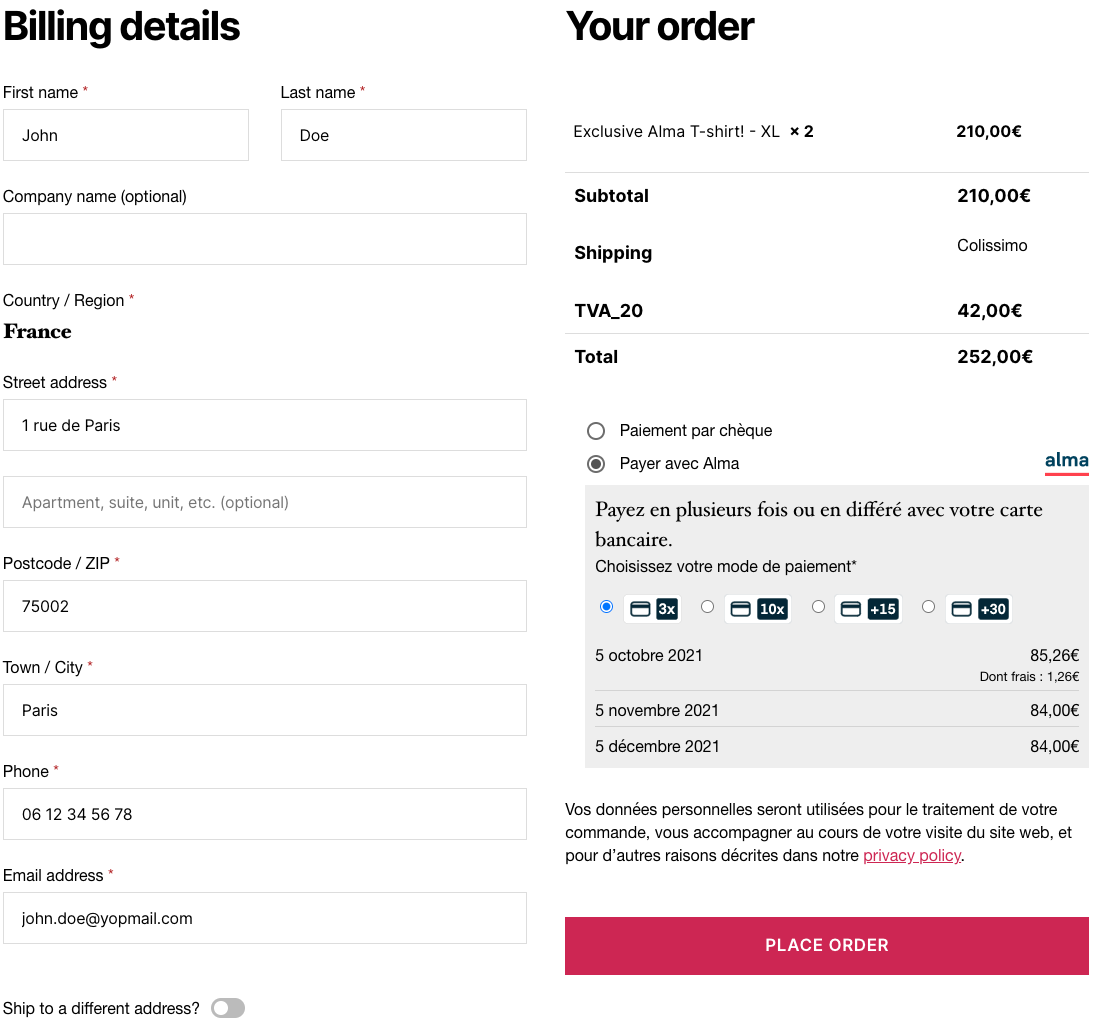 Billing details
First name *
Last name *
John
Doe
Company name (optional)
Country / Region *
France
Street address *
1 rue de Paris
Apartment, suite, unit, etc. (optional)
Postcode / ZIP *
75002
Town / City *
Paris
Phone *
06 12 34 56 78
Email address *
john.doe@yopmail.com
Ship to a different address?
Your order
Exclusive Alma T-shirt! - XL × 2 210,00€
Subtotal 210,00€
Shipping Colissimo
TVA_20 42,00€
Total 252,00€
Paiement par chèque
Payer avec Alma alma
Payez en plusieurs fois ou en différé avec votre carte
bancaire.
Choisissez votre mode de paiement*
3x 10x +15 +30
5 octobre 2021 85,26€
Dont frais : 1,26€
5 novembre 2021 84,00€
5 décembre 2021 84,00€
Vos données personnelles seront utilisées pour le traitement de votre
commande, vous accompagner au cours de votre visite du site web, et
pour d’autres raisons décrites dans notre privacy policy.
PLACE ORDER